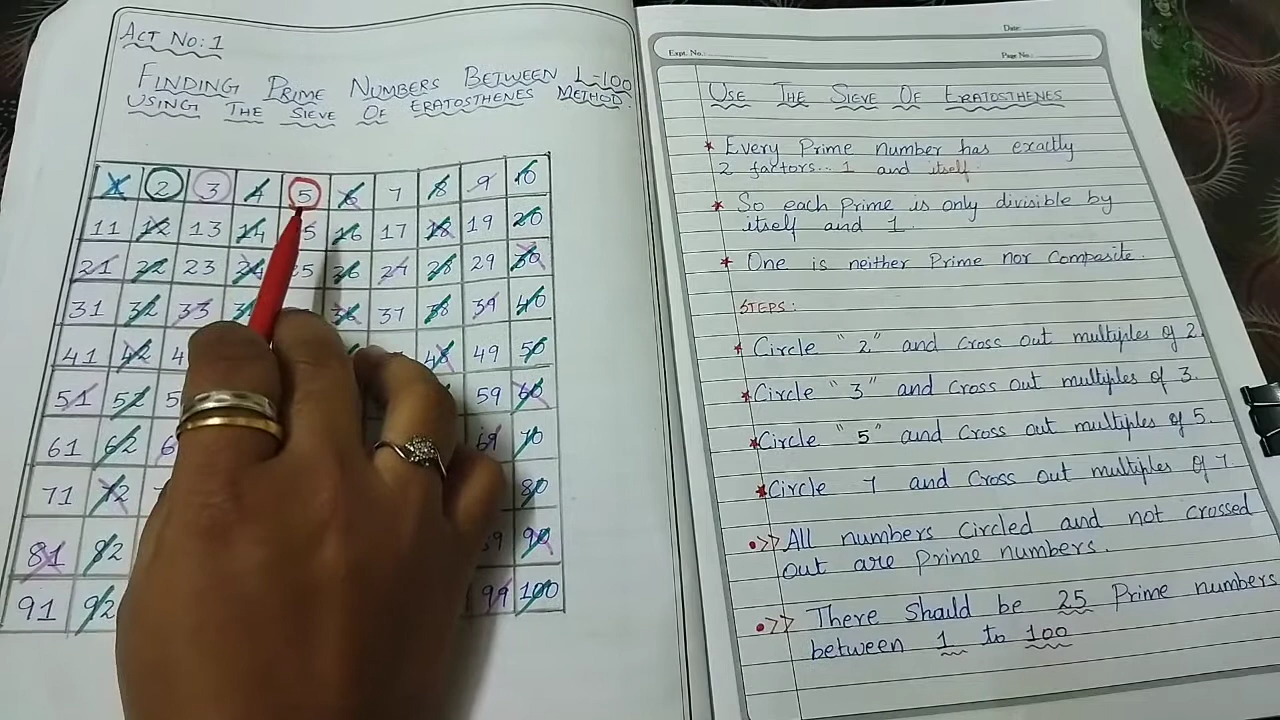 ACT NO: 1
FINDING PRIME NUMBERS BETWEEN 1-100
USING THE SIEVE OF ERATOSTHENES METHOD:
1 2 3 4 5 6 7 8 9 10
11 12 13 14 15 16 17 18 19 20
21 22 23 24 25 26 27 28 29 30
31 32 33 36 37 38 39 40
41 42 48 49 50
51 52 59 60
61 62 69 70
71 72 80
81 82 90
91 92 99 100
Date:
Expt. No.: Page No.:
USE THE SIEVE OF ERATOSTHENES
* Every Prime number has exactly
2 factors... 1 and itself.
* So each Prime is only divisible by
itself and 1.
* One is neither Prime nor Composite.
STEPS:
* Circle "2" and Cross out multiples of 2.
* Circle "3" and Cross out multiples of 3.
* Circle "5" and Cross out multiples of 5.
* Circle 7 and Cross out multiples of 7.
All numbers Circled and not crossed
out are Prime numbers.
There should be 25 Prime numbers
between 1 to 100